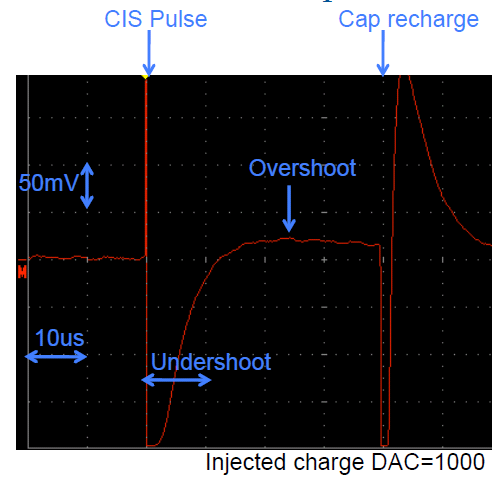 CIS Pulse
Cap recharge
50mV
Overshoot
M
10us
Undershoot
Injected charge DAC=1000